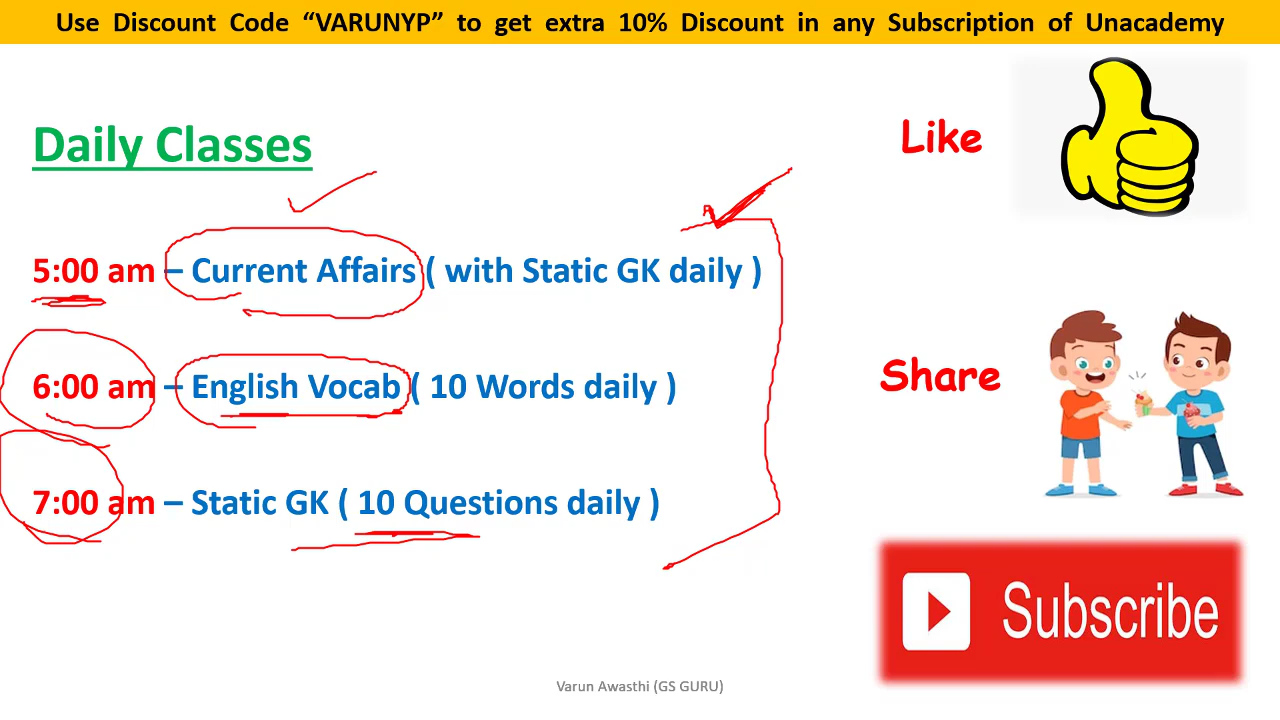 Use Discount Code “VARUNYP” to get extra 10% Discount in any Subscription of Unacademy
Daily Classes
Like
5:00 am – Current Affairs ( with Static GK daily )
6:00 am – English Vocab ( 10 Words daily )
Share
7:00 am – Static GK ( 10 Questions daily )
Subscribe
Varun Awasthi (GS GURU)